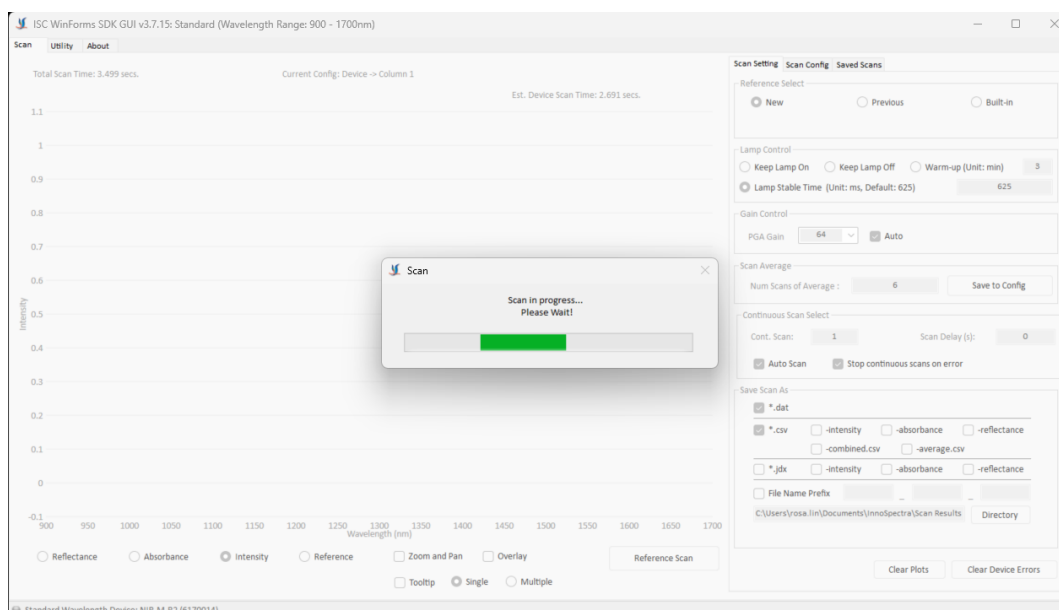 ISC WinForms SDK GUI v3.7.15: Standard (Wavelength Range: 900 - 1700nm)
Scan Utility About
Total Scan Time: 3.499 secs. Current Config: Device -> Column 1
Est. Device Scan Time: 2.691 secs.
1.1
1
0.9
0.8
0.7
0.6
0.5
0.4
0.3
0.2
0.1
0
-0.1
Intensity
900 950 1000 1050 1100 1150 1200 1250 1300 1350 1400 1450 1500 1550 1600 1650 1700
Wavelength (nm)
Scan
Scan in progress...
Please Wait!
Reflectance Absorbance Intensity Reference Zoom and Pan Overlay Reference Scan
Tooltip Single Multiple
Scan Setting Scan Config Saved Scans
Reference Select
New Previous Built-in
Lamp Control
Keep Lamp On Keep Lamp Off Warm-up (Unit: min)
Lamp Stable Time (Unit: ms, Default: 625) 625
Gain Control
PGA Gain 64 Auto
Scan Average
Num Scans of Average : 6 Save to Config
Continuous Scan Select
Cont. Scan: 1 Scan Delay (s): 0
Auto Scan Stop continuous scans on error
Save Scan As
*.dat
*.csv -intensity -absorbance -reflectance
-combined.csv -average.csv
*.jdx -intensity -absorbance -reflectance
File Name Prefix _ _
C:\Users\rosa.lin\Documents\InnoSpectra\Scan Results Directory
Clear Plots Clear Device Errors
Standard Wavelength Device: NIR-M-R2 (6170014)